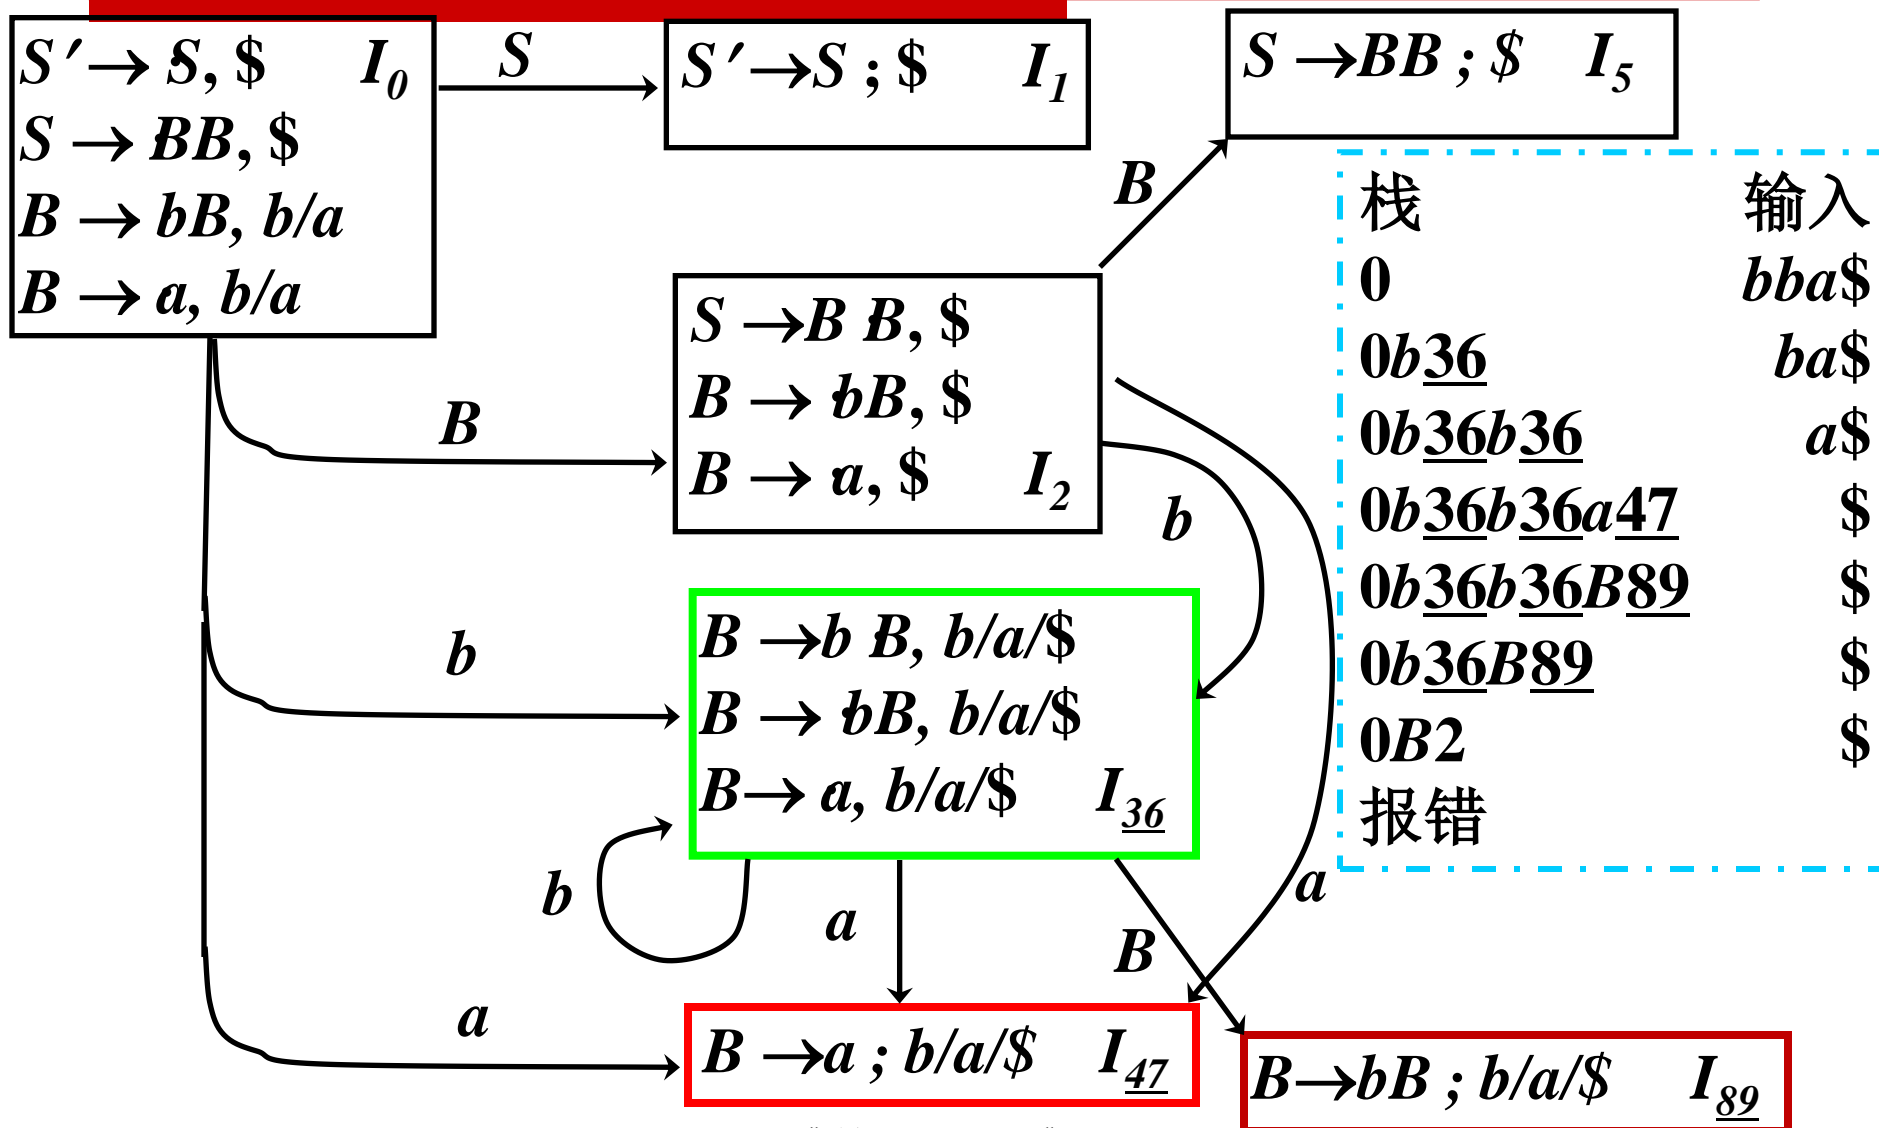 S′→ ·S, $ I0
S → ·BB, $
B → ·bB, b/a
B → ·a, b/a
S
S′→S·, $ I1
S →BB·, $ I5
B
S →B·B, $
B → ·bB, $
B → ·a, $ I2
B
b
a
B →b·B, b/a/$
B → ·bB, b/a/$
B→ ·a, b/a/$ I36
b
b
a
B
a
B →a·, b/a/$ I47
B→bB·, b/a/$ I89
栈 输入
0 bba$
0b36 ba$
0b36b36 a$
0b36b36a47 $
0b36b36B89 $
0b36B89 $
0B2 $
报错